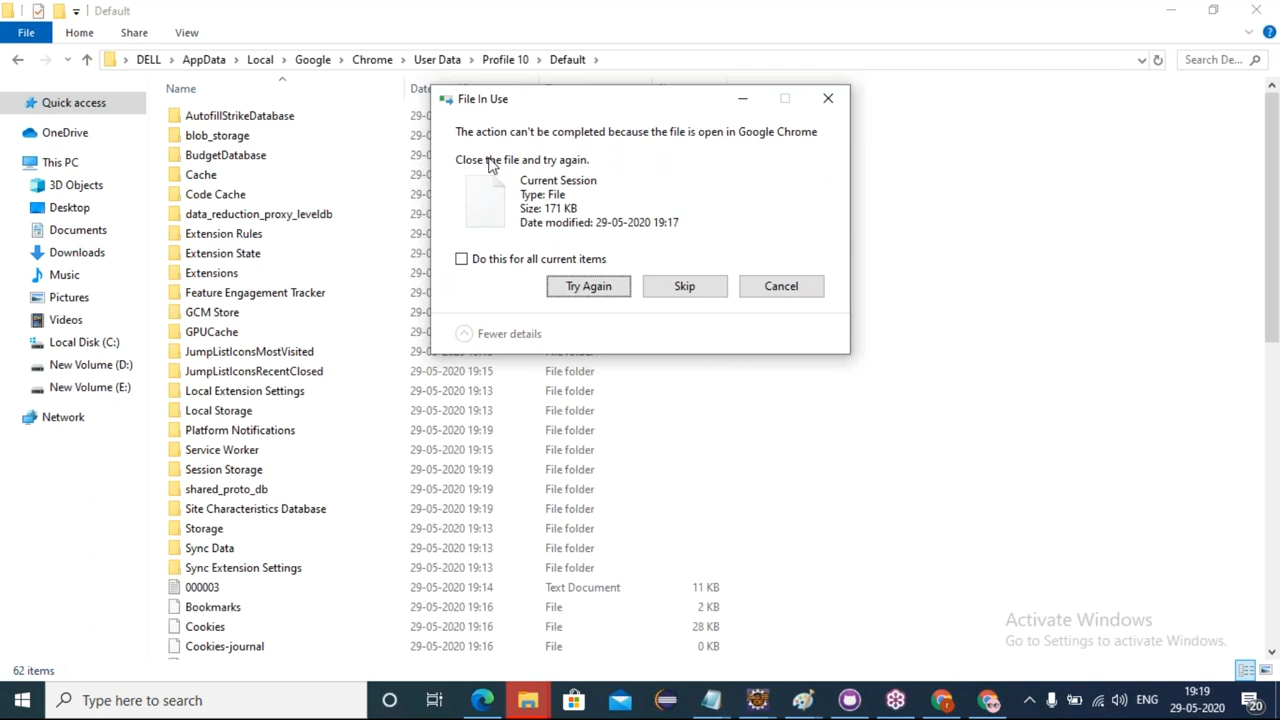 Default
File Home Share View
DELL > AppData > Local > Google > Chrome > User Data > Profile 10 > Default >
Search De...
Quick access
OneDrive
This PC
3D Objects
Desktop
Documents
Downloads
Music
Pictures
Videos
Local Disk (C:)
New Volume (D:)
New Volume (E:)
Network
Name Date
AutofillStrikeDatabase 29-0
blob_storage 29-0
BudgetDatabase 29-0
Cache 29-0
Code Cache 29-0
data_reduction_proxy_leveldb 29-0
Extension Rules 29-0
Extension State 29-0
Extensions 29-0
Feature Engagement Tracker 29-0
GCM Store 29-0
GPUCache 29-0
JumpListIconsMostVisited
JumpListIconsRecentClosed 29-05-2020 19:15 File folder
Local Extension Settings 29-05-2020 19:13 File folder
Local Storage 29-05-2020 19:13 File folder
Platform Notifications 29-05-2020 19:19 File folder
Service Worker 29-05-2020 19:15 File folder
Session Storage 29-05-2020 19:19 File folder
shared_proto_db 29-05-2020 19:19 File folder
Site Characteristics Database 29-05-2020 19:19 File folder
Storage 29-05-2020 19:13 File folder
Sync Data 29-05-2020 19:13 File folder
Sync Extension Settings 29-05-2020 19:13 File folder
000003 29-05-2020 19:14 Text Document 11 KB
Bookmarks 29-05-2020 19:16 File 2 KB
Cookies 29-05-2020 19:16 File 28 KB
Cookies-journal 29-05-2020 19:16 File 0 KB
File In Use
The action can't be completed because the file is open in Google Chrome
Close the file and try again.
Current Session
Type: File
Size: 171 KB
Date modified: 29-05-2020 19:17
Do this for all current items
Try Again Skip Cancel
Fewer details
Activate Windows
Go to Settings to activate Windows.
62 items
Type here to search
ENG
19:19
29-05-2020
20